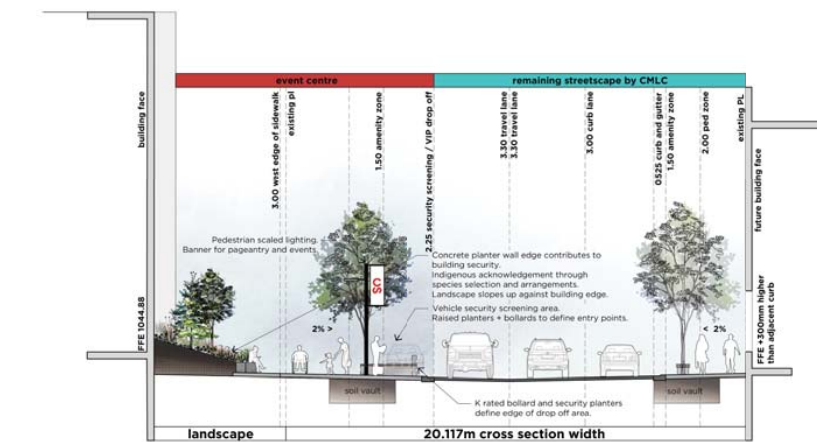 event centre
remaining streetscape by CMLC
building face
3.00 west edge of sidewalk
existing pl
1.50 amenity zone
2.25 security screening / VIP drop off
3.30 travel lane
3.30 travel lane
3.00 curb lane
0525 curb and gutter
1.50 amenity zone
2.00 ped zone
existing PL
future building face
Pedestrian scaled lighting.
Banner for pageantry and events.
Concrete planter wall edge contributes to
building security.
Indigenous acknowledgement through
species selection and arrangements.
Landscape slopes up against building edge.
Vehicle security screening area.
Raised planters + bollards to define entry points.
FFE 1044.88
2% >
< 2%
FFE +300mm higher
than adjacent curb
soil vault
soil vault
K rated bollard and security planters
define edge of drop off area.
landscape
20.117m cross section width